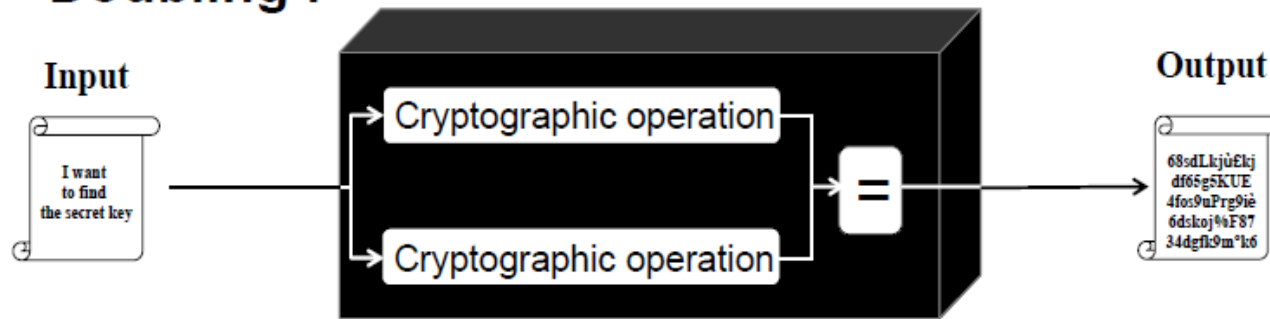 Input
Output
Cryptographic operation
=
Cryptographic operation
I want
to find
the secret key
68sdLkjù£kj
df65g5KUE
4fos9uPrg9iè
6dskoj%F87
34dgfk9m°k6